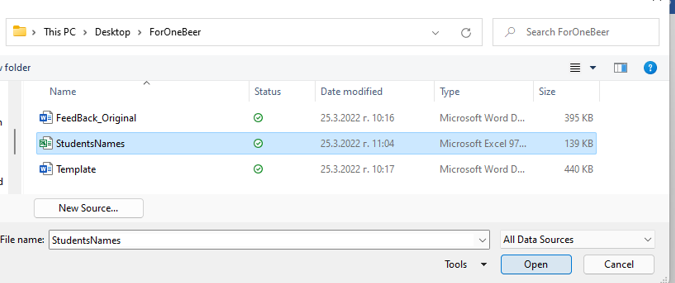 This PC > Desktop > ForOneBeer
Search ForOneBeer
v folder
Name Status Date modified Type Size
FeedBack_Original 25.3.2022 г. 10:16 Microsoft Word D... 395 KB
StudentsNames 25.3.2022 г. 11:04 Microsoft Excel 97... 139 KB
Template 25.3.2022 г. 10:17 Microsoft Word D... 440 KB
New Source...
File name: StudentsNames All Data Sources
Tools Open Cancel